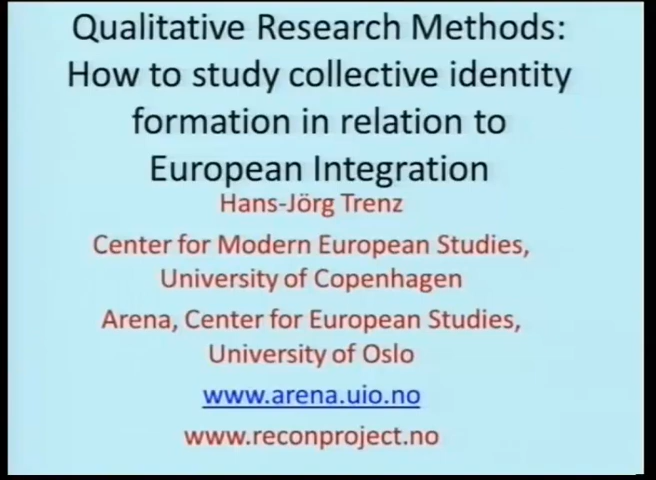 Qualitative Research Methods:
How to study collective identity
formation in relation to
European Integration
Hans-Jörg Trenz
Center for Modern European Studies,
University of Copenhagen
Arena, Center for European Studies,
University of Oslo
www.arena.uio.no
www.reconproject.no